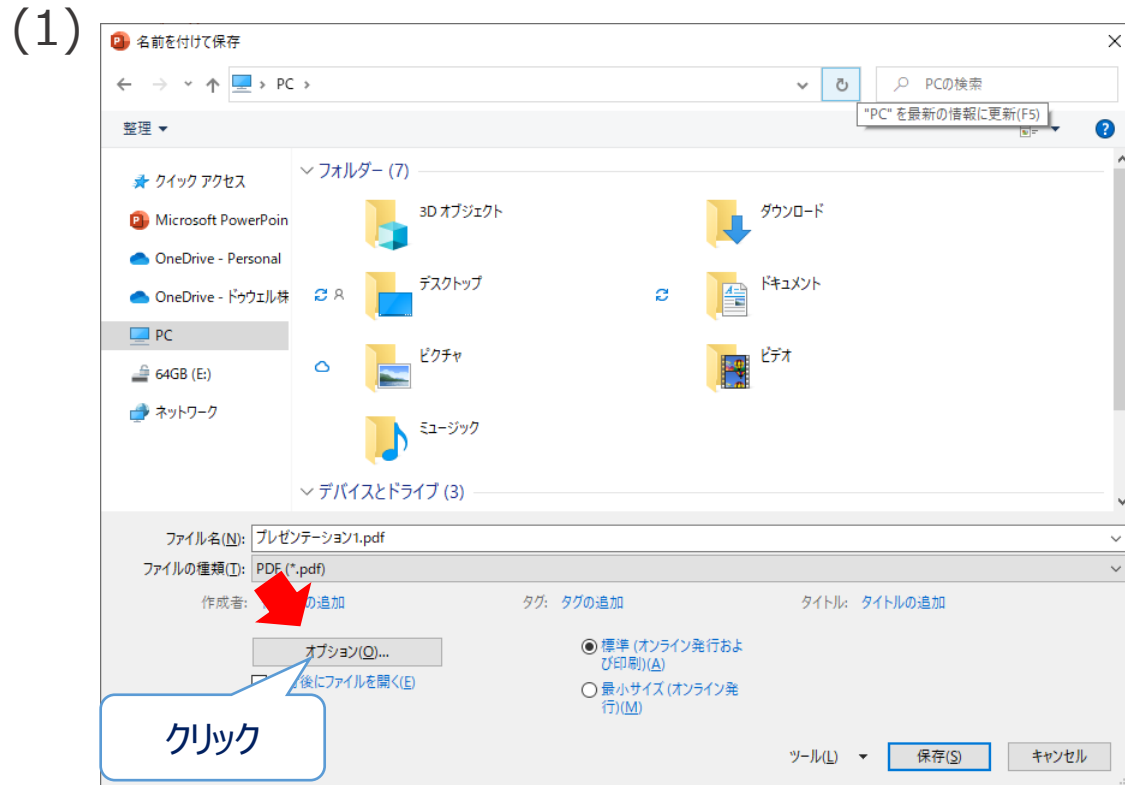 (1)
名前を付けて保存
PC
PCの検索
"PC" を最新の情報に更新(F5)
整理
クイック アクセス
Microsoft PowerPoin
OneDrive - Personal
OneDrive - ドゥウェル株
PC
64GB (E:)
ネットワーク
フォルダー (7)
3D オブジェクト
ダウンロード
デスクトップ
ドキュメント
ピクチャ
ビデオ
ミュージック
デバイスとドライブ (3)
ファイル名(N): プレゼンテーション1.pdf
ファイルの種類(T): PDF (*.pdf)
作成者: の追加
タグ: タグの追加
タイトル: タイトルの追加
オプション(O)...
後にファイルを開く(E)
標準 (オンライン発行およ
び印刷)(A)
最小サイズ (オンライン発
行)(M)
クリック
ツール(L)
保存(S)
キャンセル